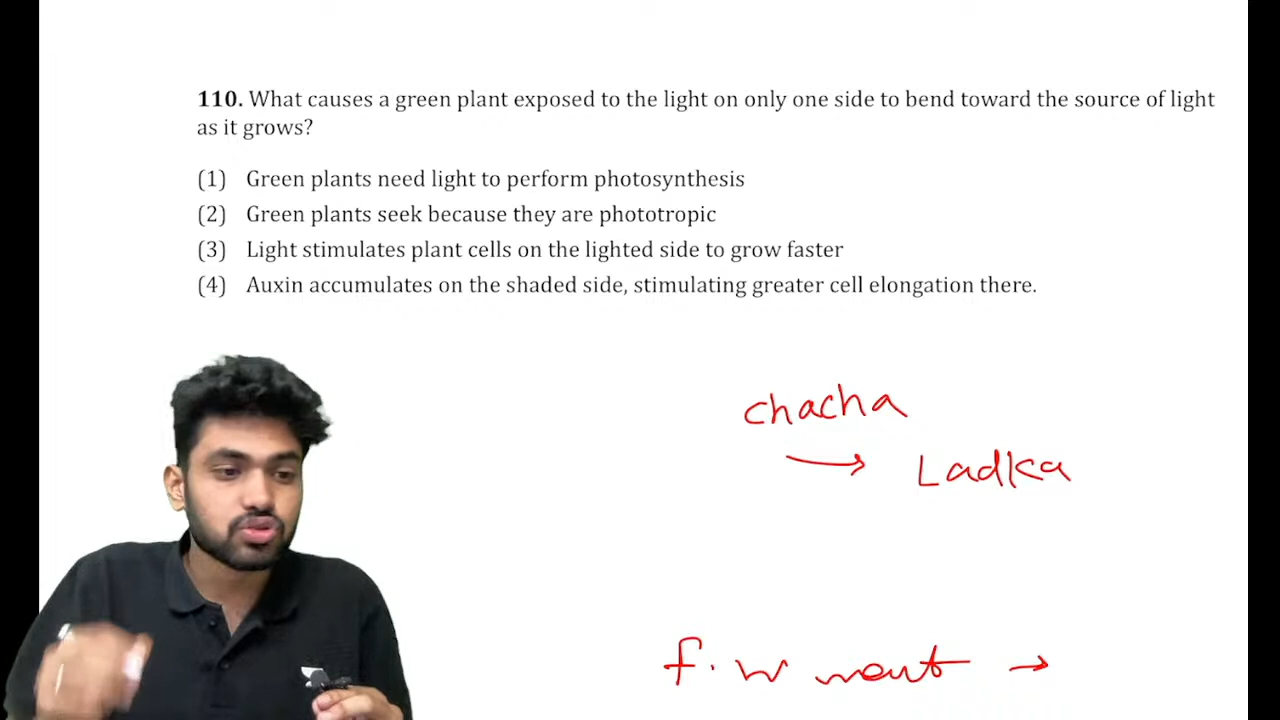 110. What causes a green plant exposed to the light on only one side to bend toward the source of light
as it grows?
(1) Green plants need light to perform photosynthesis
(2) Green plants seek because they are phototropic
(3) Light stimulates plant cells on the lighted side to grow faster
(4) Auxin accumulates on the shaded side, stimulating greater cell elongation there.
chacha
→ Ladka
f. w →